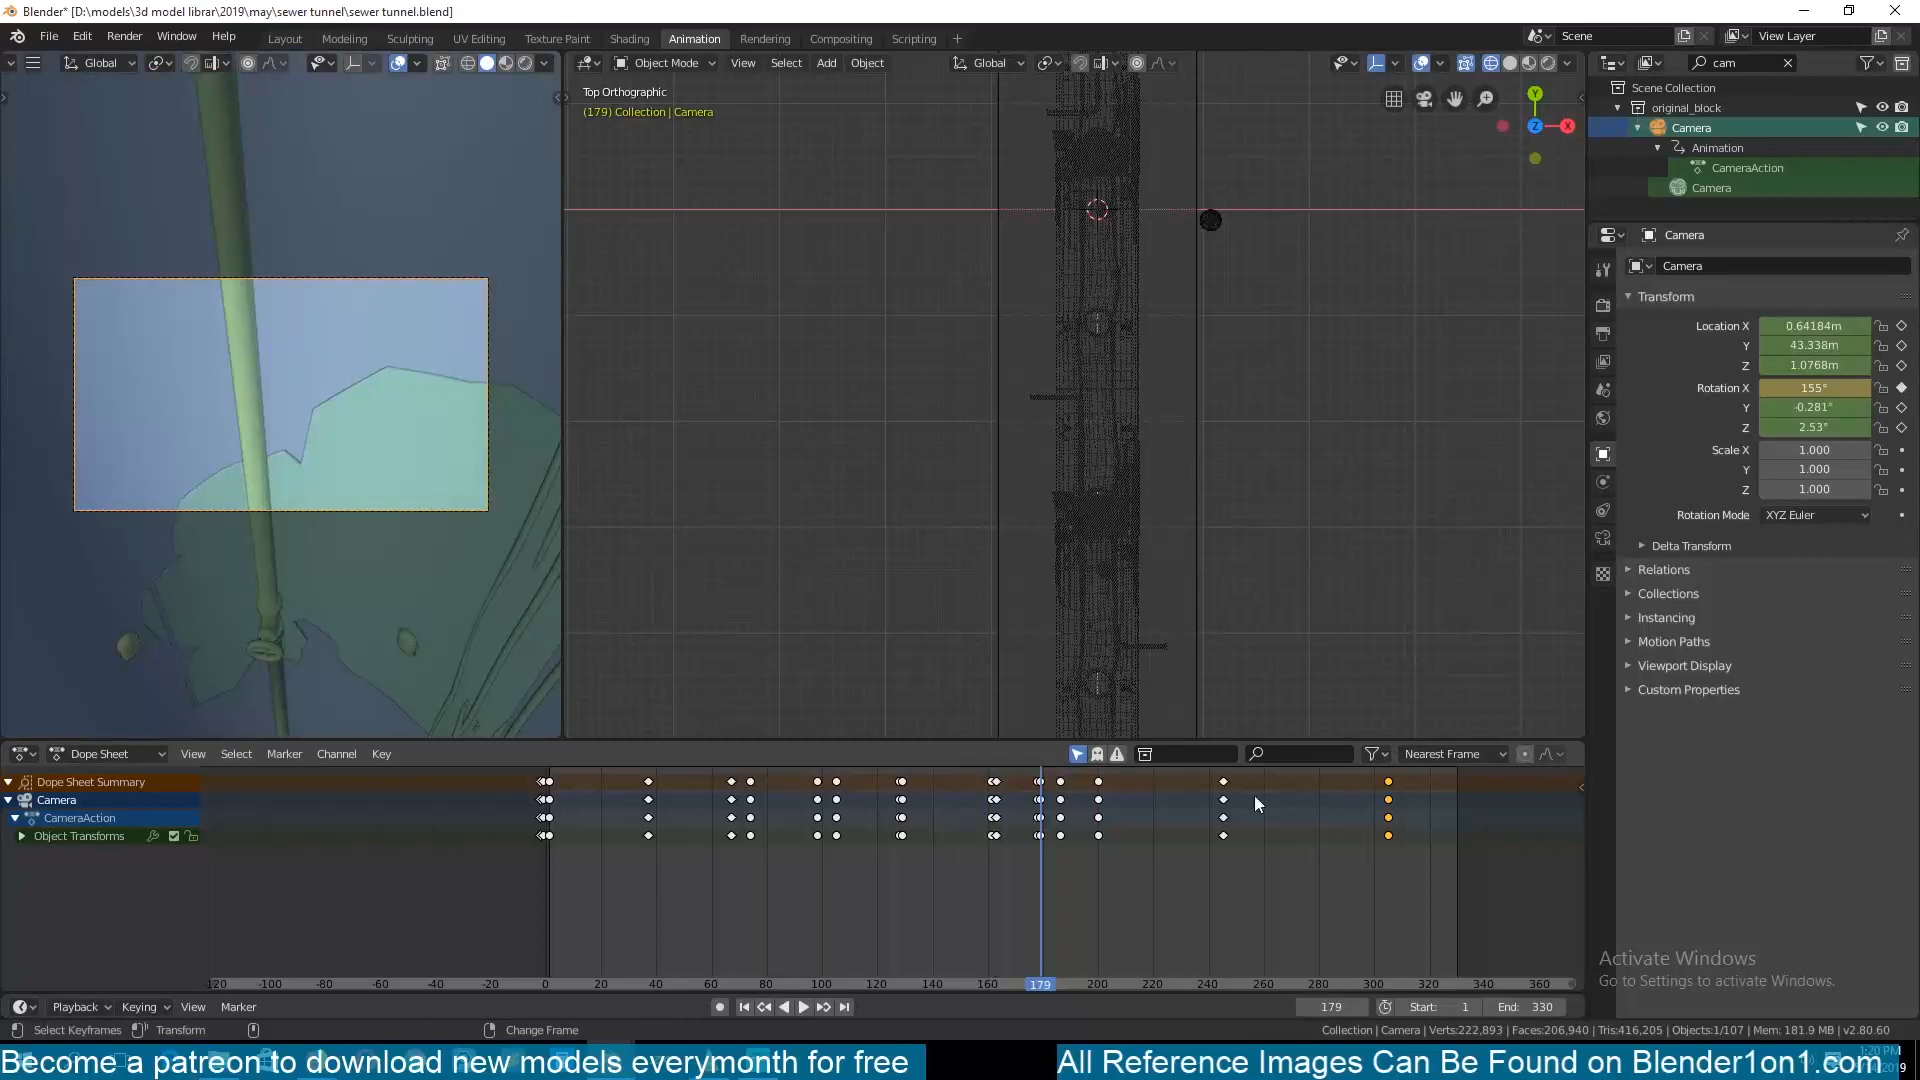 Blender* [D:\models\3d model librar\2019\may\sewer tunnel\sewer tunnel.blend]
File Edit Render Window Help Layout Modeling Sculpting UV Editing Texture Paint Shading Animation Rendering Compositing Scripting + Scene View Layer
Global Object Mode View Select Add Object Global cam
Top Orthographic
(179) Collection | Camera
Y
Z
X
Scene Collection
original_block
Camera
Animation
CameraAction
Camera
Camera
Camera
Transform
Location X 0.64184m
Y 43.338m
Z 1.0768m
Rotation X 155°
Y -0.281°
Z 2.53°
Scale X 1.000
Y 1.000
Z 1.000
Rotation Mode XYZ Euler
Delta Transform
Relations
Collections
Instancing
Motion Paths
Viewport Display
Custom Properties
Dope Sheet View Select Marker Channel Key Nearest Frame
Dope Sheet Summary
Camera
CameraAction
Object Transforms
-120 -100 -80 -60 -40 -20 0 20 40 60 80 100 120 140 160 179 200 220 240 260 280 300 320 340 360
Playback Keying View Marker 179 Start: 1 End: 330
Select Keyframes Transform Change Frame Collection | Camera | Verts:222,893 | Faces:206,940 | Tris:416,205 | Objects:1/107 | Mem: 181.9 MB | v2.80.60
Activate Windows
Go to Settings to activate Windows.
Become a patreon to download new models everymonth for free
All Reference Images Can Be Found on Blender1on1.com
1:20 PM